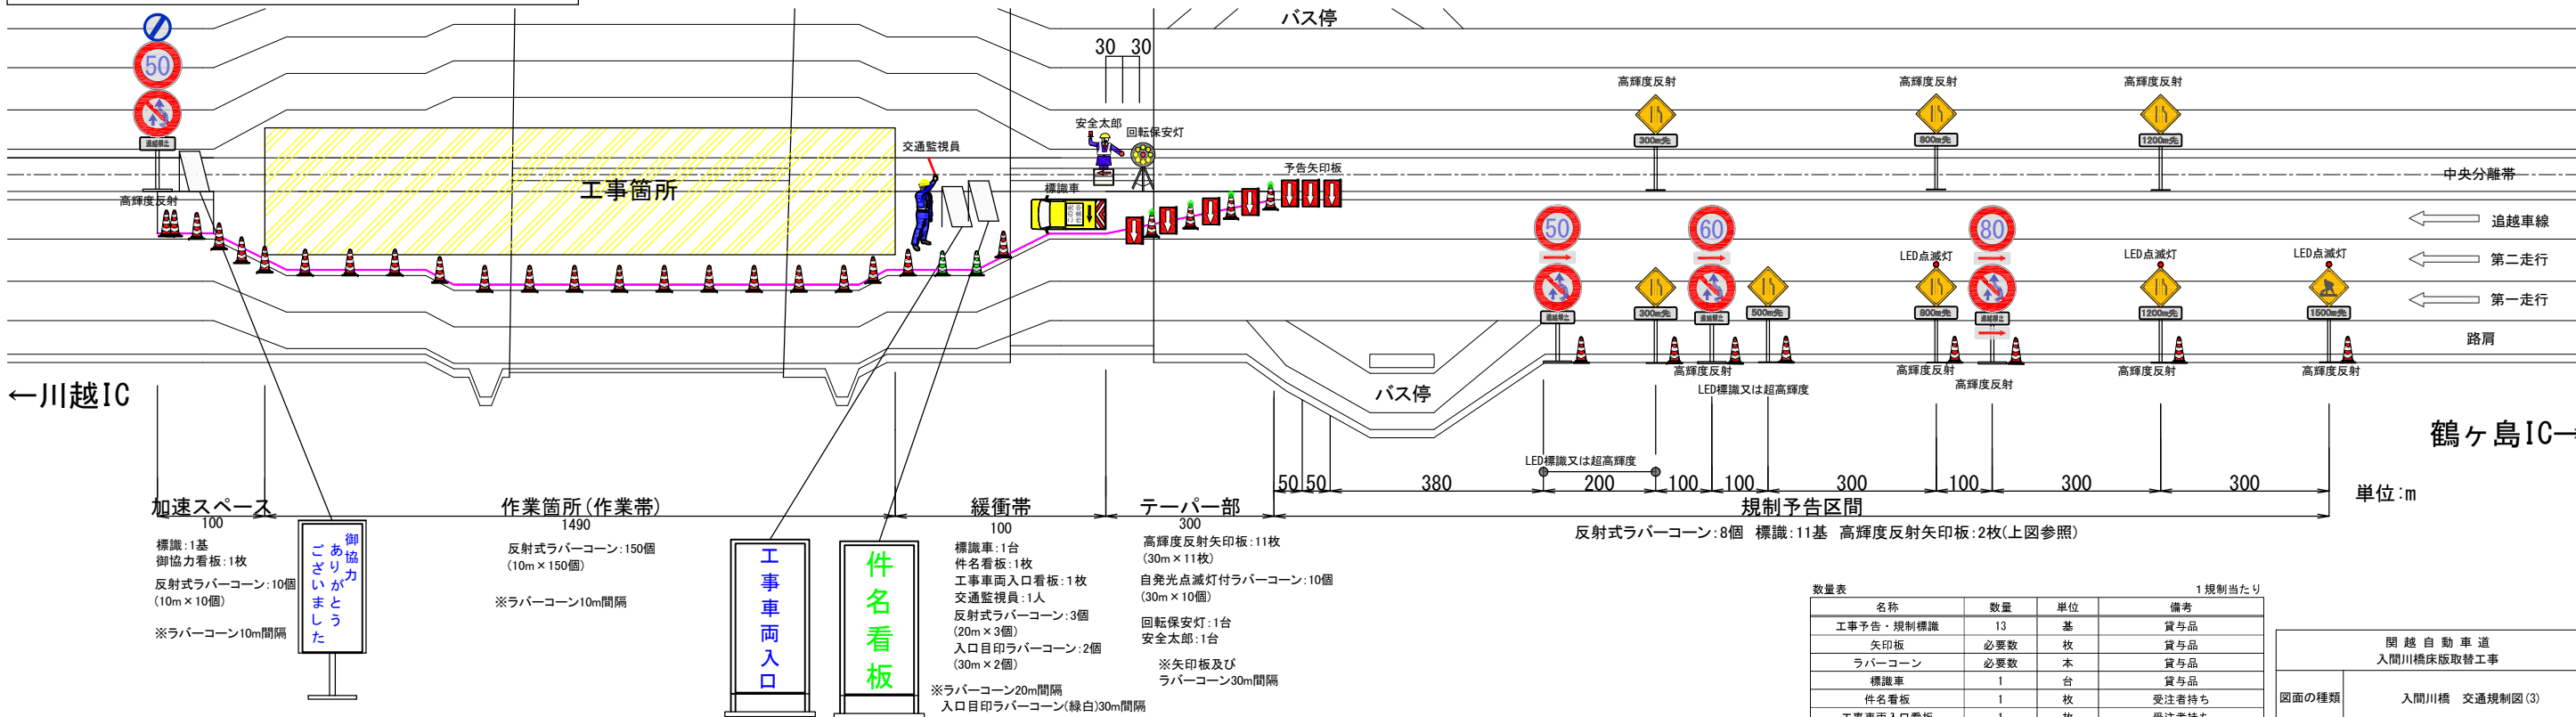 バス停
30 30
50
追越禁止
高輝度反射
工事箇所
交通監視員
安全太郎
回転保安灯
標識車
予告矢印板
高輝度反射
300m先
高輝度反射
800m先
高輝度反射
1200m先
中央分離帯
追越車線
第二走行
第一走行
路肩
50
追越禁止
300m先
60
追越禁止
500m先
LED点滅灯
800m先
80
追越禁止
LED点滅灯
1200m先
LED点滅灯
1500m先
高輝度反射
LED標識又は超高輝度
高輝度反射
高輝度反射
高輝度反射
高輝度反射
バス停
←川越IC
鶴ヶ島IC→
LED標識又は超高輝度
50 50 380 200 100 100 300 100 300 300
単位:m
加速スペース
100
作業箇所(作業帯)
1490
緩衝帯
100
テーパー部
300
規制予告区間
反射式ラバーコーン:8個 標識:11基 高輝度反射矢印板:2枚(上図参照)
標識:1基
御協力看板:1枚
反射式ラバーコーン:10個
(10m×10個)
※ラバーコーン10m間隔
御協力
ありがとう
ございました
反射式ラバーコーン:150個
(10m×150個)
※ラバーコーン10m間隔
工事車両入口
件名看板
標識車:1台
件名看板:1枚
工事車両入口看板:1枚
交通監視員:1人
反射式ラバーコーン:3個
(20m×3個)
入口目印ラバーコーン:2個
(30m×2個)
※ラバーコーン20m間隔
入口目印ラバーコーン(緑白)30m間隔
高輝度反射矢印板:11枚
(30m×11枚)
自発光点滅灯付ラバーコーン:10個
(30m×10個)
回転保安灯:1台
安全太郎:1台
※矢印板及び
ラバーコーン30m間隔
数量表 1規制当たり
名称 数量 単位 備考
工事予告・規制標識 13 基 貸与品
矢印板 必要数 枚 貸与品
ラバーコーン 必要数 本 貸与品
標識車 1 台 貸与品
件名看板 1 枚 受注者持ち
工事車両入口看板 1 枚 受注者持ち
関越自動車道
入間川橋床版取替工事
図面の種類 入間川橋 交通規制図(3)